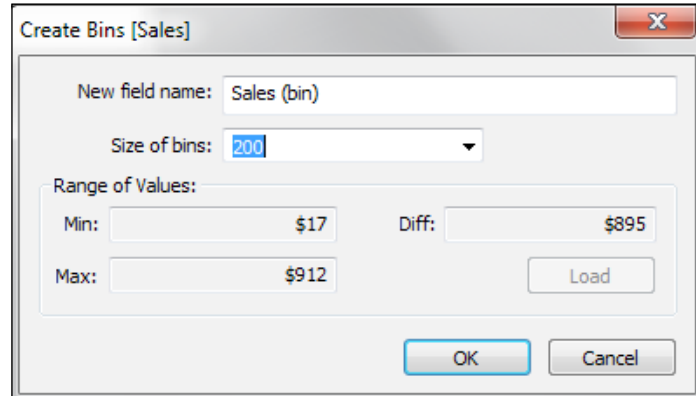 Create Bins [Sales]
New field name: Sales (bin)
Size of bins: 200
Range of Values:
Min: $17 Diff: $895
Max: $912 Load
OK Cancel